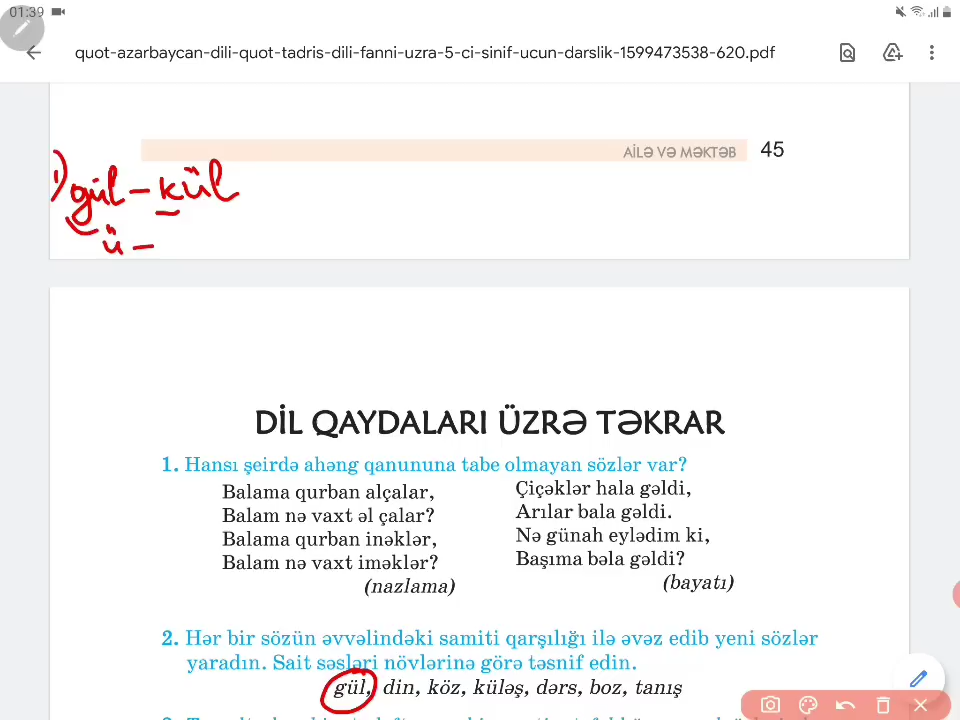 01:39
quot-azarbaycan-dili-quot-tadris-dili-fanni-uzra-5-ci-sinif-ucun-darslik-1599473538-620.pdf
AİLƏ VƏ MƏKTƏB 45
1) gül – kül
ü –
DİL QAYDALARI ÜZRƏ TƏKRAR
1. Hansı şeirdə ahəng qanununa tabe olmayan sözlər var?
Balama qurban alçalar,
Balam nə vaxt əl çalar?
Balama qurban inəklər,
Balam nə vaxt iməklər?
(nazlama)
Çiçəklər hala gəldi,
Arılar bala gəldi.
Nə günah eylədim ki,
Başıma bəla gəldi?
(bayatı)
2. Hər bir sözün əvvəlindəki samiti qarşılığı ilə əvəz edib yeni sözlər
yaradın. Sait səsləri növlərinə görə təsnif edin.
gül, din, köz, küləş, dərs, boz, tanış